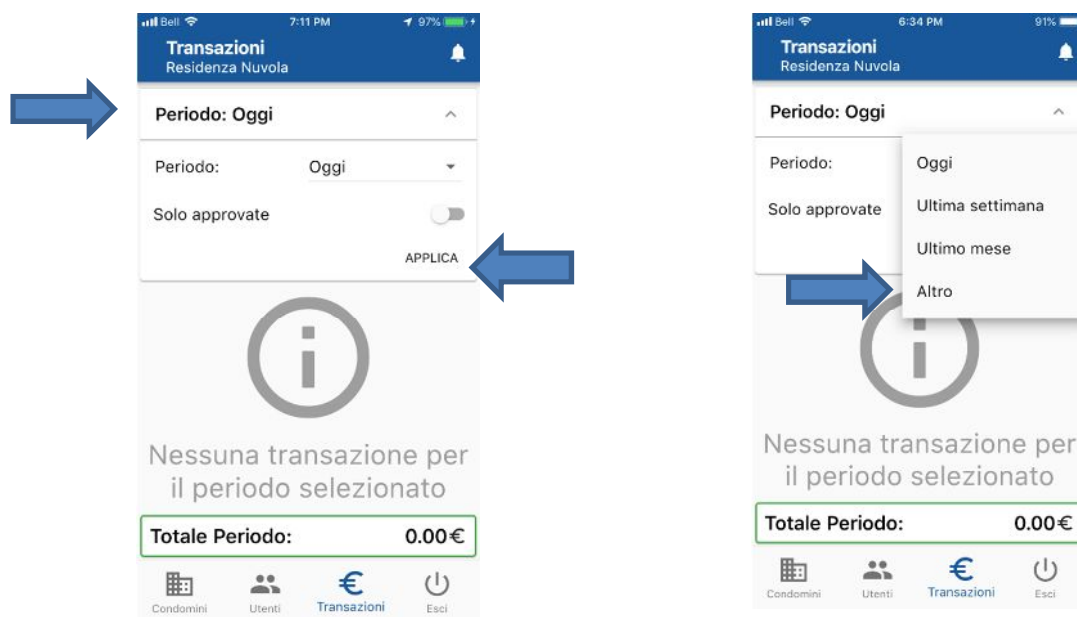 Bell 7:11 PM 97%
Transazioni
Residenza Nuvola
Periodo: Oggi
Periodo: Oggi
Solo approvate
APPLICA
Nessuna transazione per
il periodo selezionato
Totale Periodo: 0.00€
Condomini Utenti Transazioni Esci
Bell 6:34 PM 91%
Transazioni
Residenza Nuvola
Periodo: Oggi
Periodo: Oggi
Solo approvate Ultima settimana
Ultimo mese
Altro
Nessuna transazione per
il periodo selezionato
Totale Periodo: 0.00€
Condomini Utenti Transazioni Esci